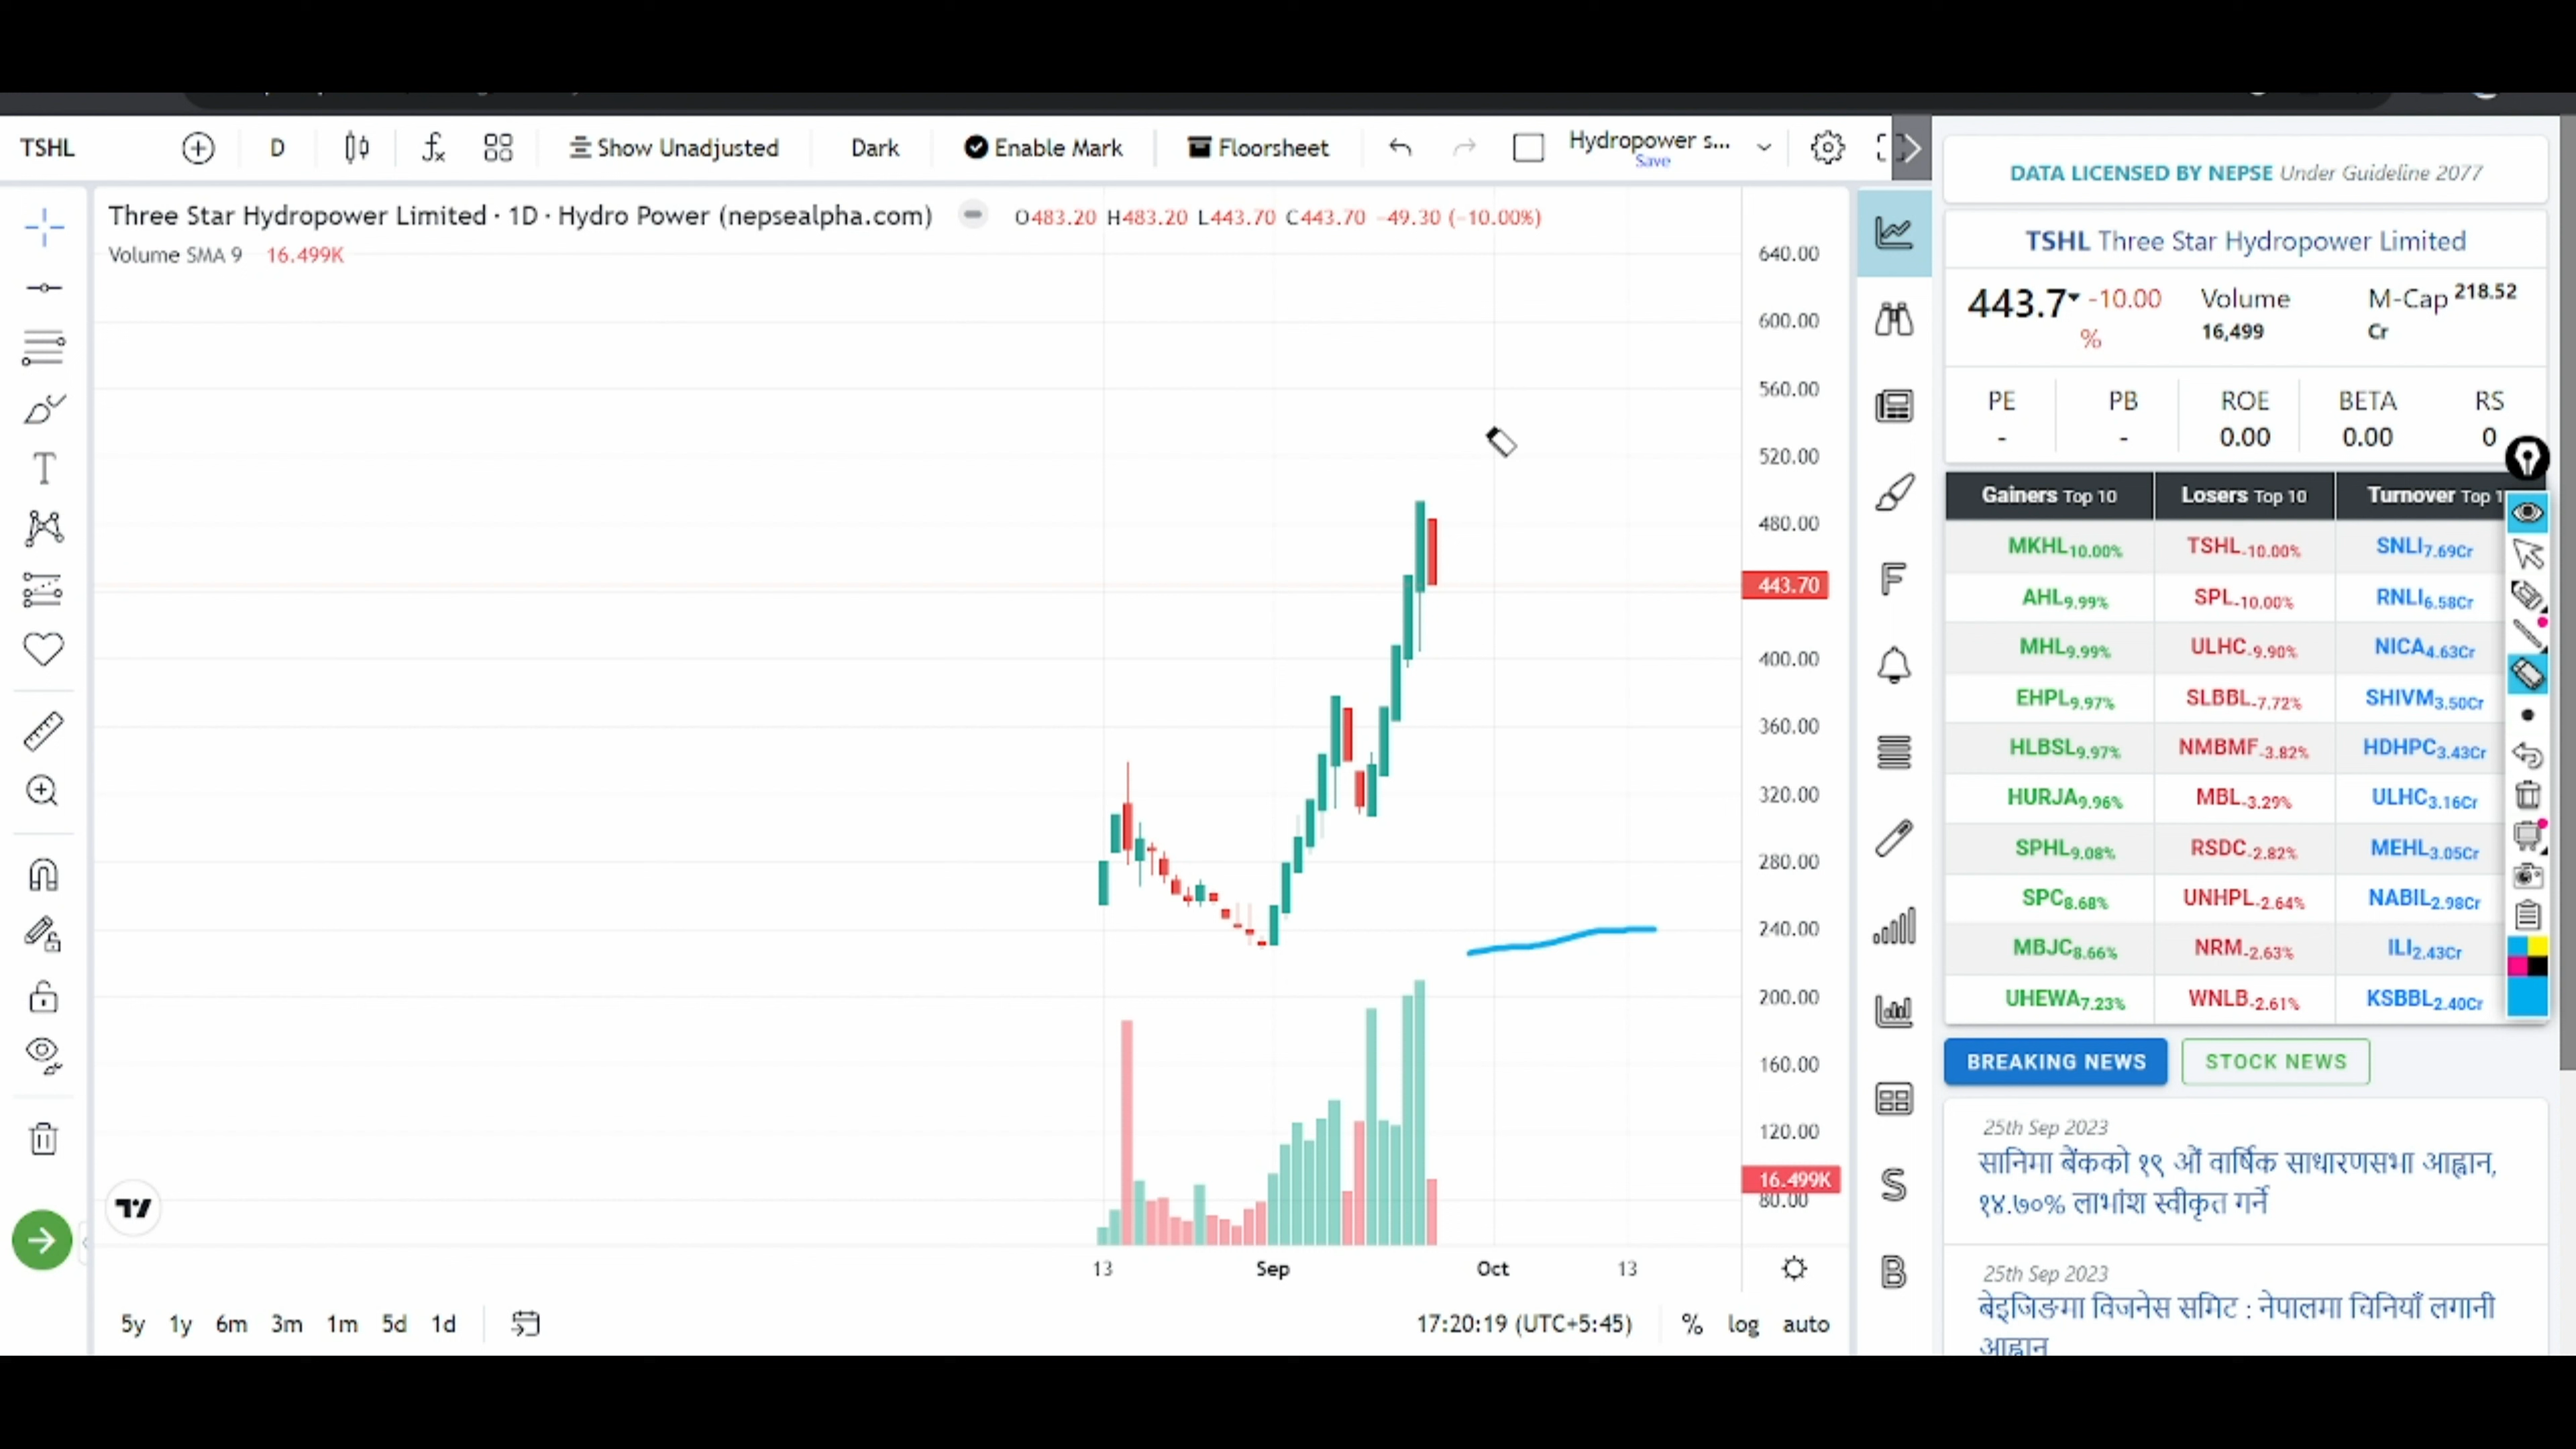 TSHL
D
Show Unadjusted
Dark
Enable Mark
Floorsheet
Hydropower s...
Save
Three Star Hydropower Limited · 1D · Hydro Power (nepsealpha.com)
O483.20 H483.20 L443.70 C443.70 -49.30 (-10.00%)
Volume SMA 9 16.499K
640.00
600.00
560.00
520.00
480.00
443.70
400.00
360.00
320.00
280.00
240.00
200.00
160.00
120.00
16.499K
80.00
13 Sep Oct 13
5y 1y 6m 3m 1m 5d 1d
17:20:19 (UTC+5:45) % log auto
T
F
S
B
DATA LICENSED BY NEPSE Under Guideline 2077
TSHL Three Star Hydropower Limited
443.7 -10.00 % Volume 16,499 M-Cap 218.52 Cr
PE PB ROE BETA RS
- - 0.00 0.00 0
Gainers Top 10 Losers Top 10 Turnover Top 1
MKHL 10.00% TSHL -10.00% SNLI 7.69Cr
AHL 9.99% SPL -10.00% RNLI 6.58Cr
MHL 9.99% ULHC -9.90% NICA 4.63Cr
EHPL 9.97% SLBBL -7.72% SHIVM 3.50Cr
HLBSL 9.97% NMBMF -3.82% HDHPC 3.43Cr
HURJA 9.96% MBL -3.29% ULHC 3.16Cr
SPHL 9.08% RSDC -2.82% MEHL 3.05Cr
SPC 8.68% UNHPL -2.64% NABIL 2.98Cr
MBJC 8.66% NRM -2.63% ILI 2.43Cr
UHEWA 7.23% WNLB -2.61% KSBBL 2.40Cr
BREAKING NEWS STOCK NEWS
25th Sep 2023
सानिमा बैंकको १९ औं वार्षिक साधारणसभा आह्वान,
१४.७०% लाभांश स्वीकृत गर्ने
25th Sep 2023
बेइजिङमा विजनेस समिट : नेपालमा चिनियाँ लगानी
आह्वान